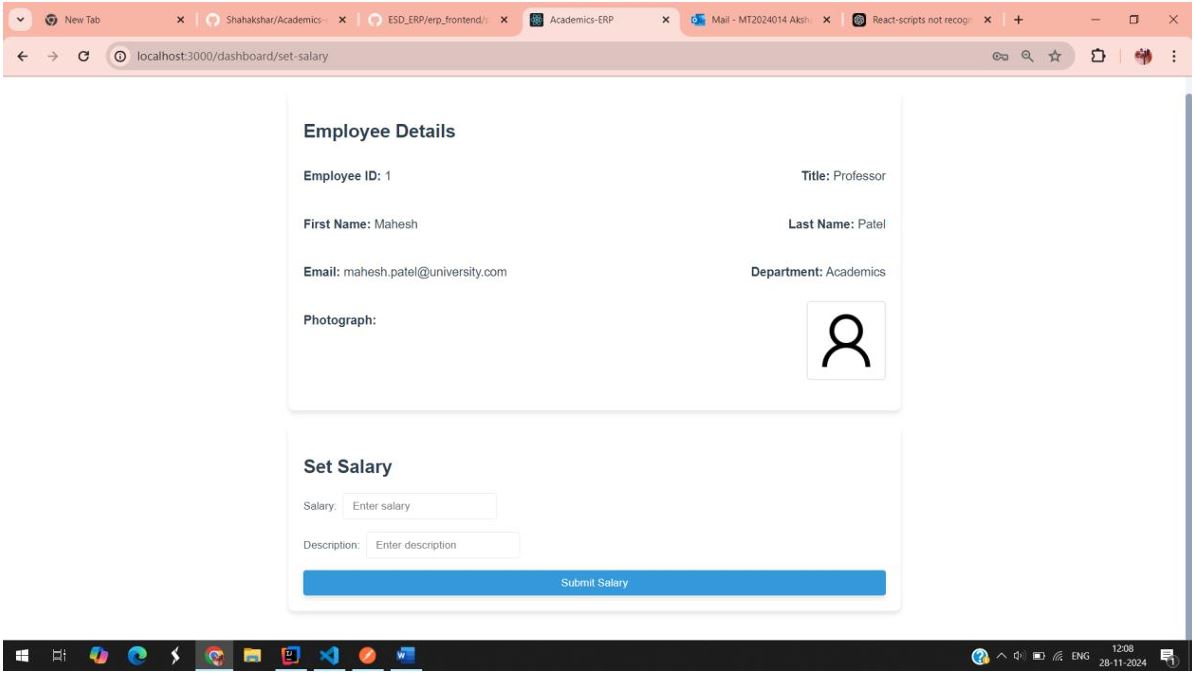 New Tab
Shahakshar/Academics-
ESD_ERP/erp_frontend/s
Academics-ERP
Mail - MT2024014 Aksh
React-scripts not recogn
localhost:3000/dashboard/set-salary
Employee Details
Employee ID: 1 Title: Professor
First Name: Mahesh Last Name: Patel
Email: mahesh.patel@university.com Department: Academics
Photograph:
Set Salary
Salary: Enter salary
Description: Enter description
Submit Salary
ENG
12:08
28-11-2024
1